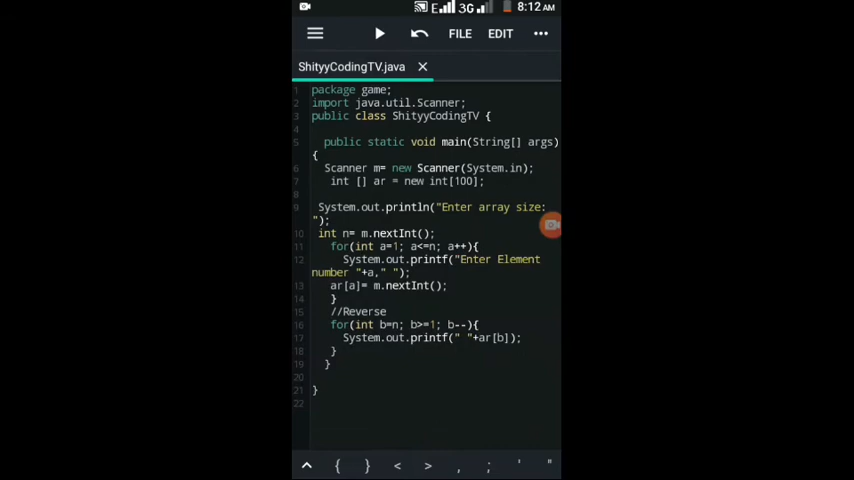 E 3G 8:12 AM
FILE EDIT
ShityyCodingTV.java
1 package game;
2 import java.util.Scanner;
3 public class ShityyCodingTV {
4
5 public static void main(String[] args)
{
6 Scanner m= new Scanner(System.in);
7 int [] ar = new int[100];
8
9 System.out.println("Enter array size:
");
10 int n= m.nextInt();
11 for(int a=1; a<=n; a++){
12 System.out.printf("Enter Element
number "+a," ");
13 ar[a]= m.nextInt();
14 }
15 //Reverse
16 for(int b=n; b>=1; b--){
17 System.out.printf(" "+ar[b]);
18 }
19 }
20
21 }
22
{ } < > , ; ' "